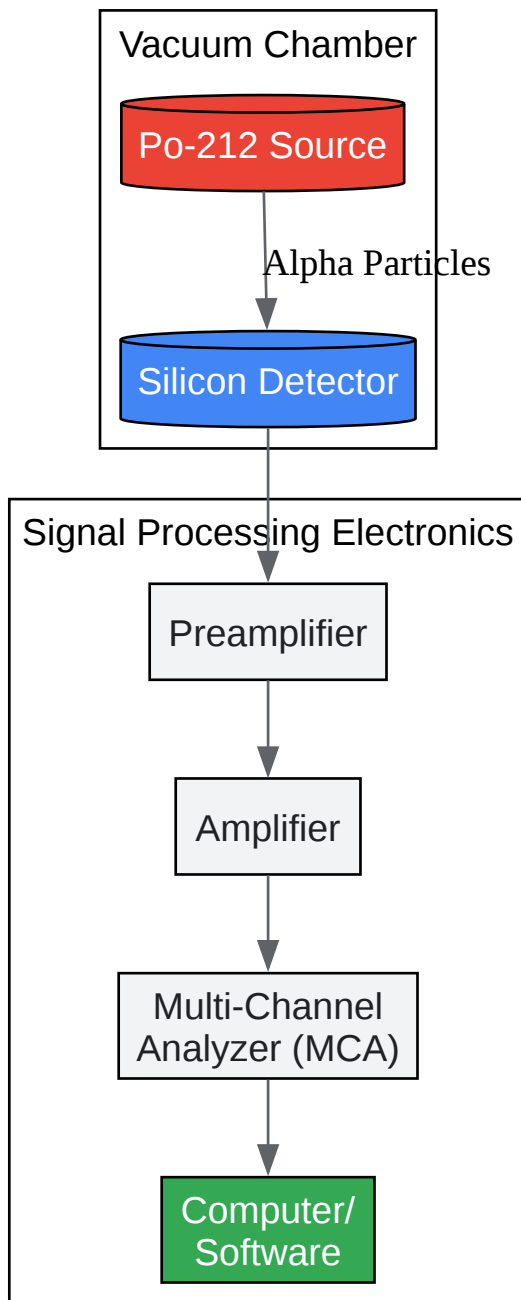 Vacuum Chamber
Po-212 Source
Alpha Particles
Silicon Detector
Signal Processing Electronics
Preamplifier
Amplifier
Multi-Channel
Analyzer (MCA)
Computer/
Software